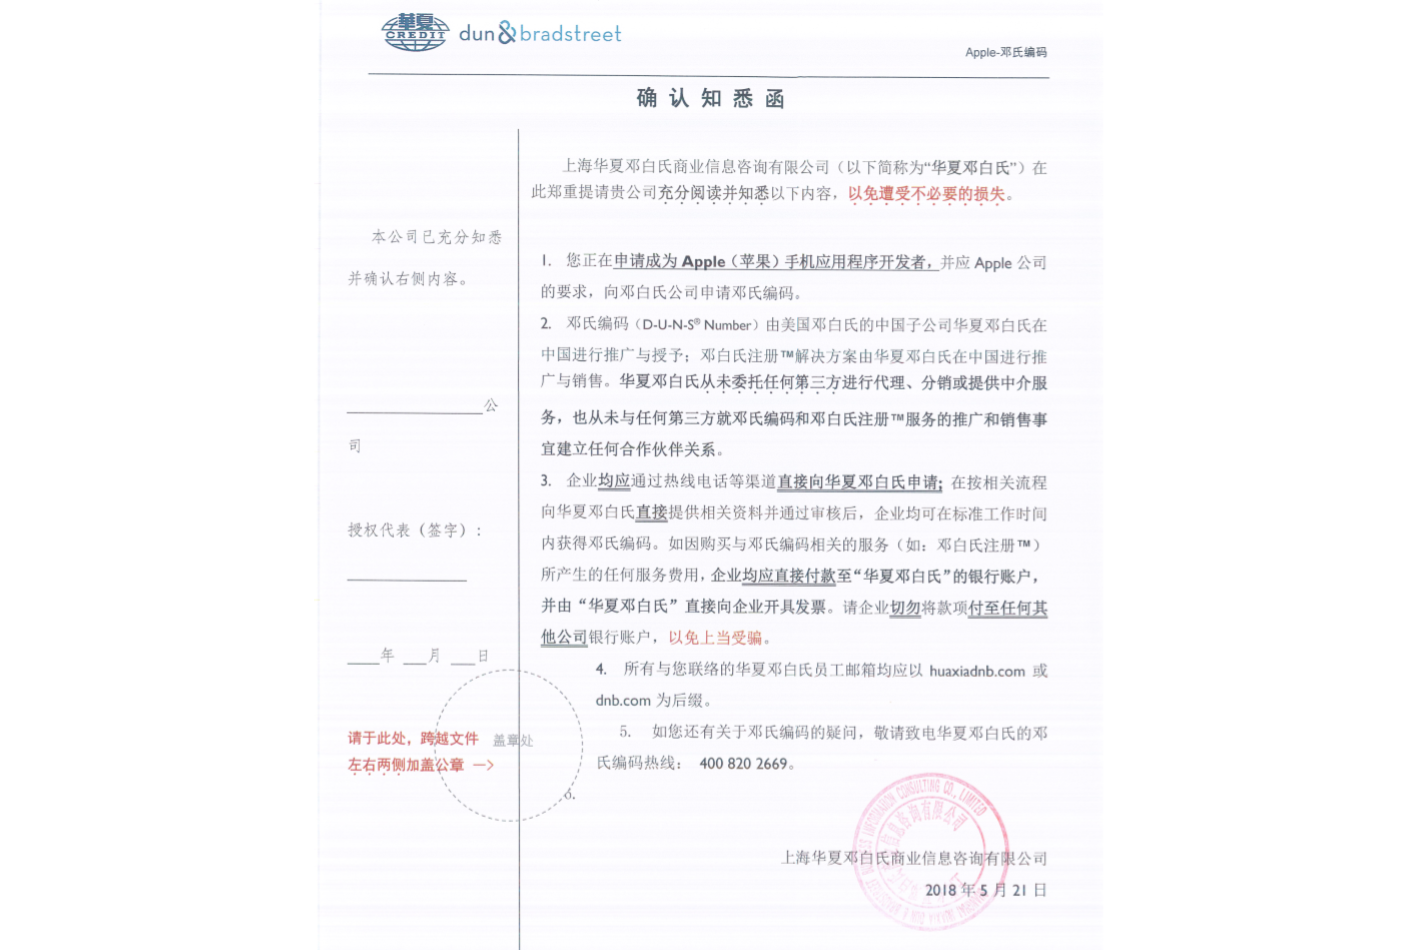 華夏
CREDIT
dun & bradstreet
Apple-邓氏编码
确认知悉函
本公司已充分知悉
并确认右侧内容。
公
司
授权代表（签字）:
年 月 日
请于此处，跨越文件
左右两侧加盖公章 —>
盖章处
上海华夏邓白氏商业信息咨询有限公司（以下简称为“华夏邓白氏”）在
此郑重提请贵公司充分阅读并知悉以下内容，以免遭受不必要的损失。
1. 您正在申请成为 Apple（苹果）手机应用程序开发者，并应 Apple 公司
的要求，向邓白氏公司申请邓氏编码。
2. 邓氏编码（D-U-N-S® Number）由美国邓白氏的中国子公司华夏邓白氏在
中国进行推广与授予；邓白氏注册™解决方案由华夏邓白氏在中国进行推
广与销售。华夏邓白氏从未委托任何第三方进行代理、分销或提供中介服
务，也从未与任何第三方就邓氏编码和邓白氏注册™服务的推广和销售事
宜建立任何合作伙伴关系。
3. 企业均应通过热线电话等渠道直接向华夏邓白氏申请；在按相关流程
向华夏邓白氏直接提供相关资料并通过审核后，企业均可在标准工作时间
内获得邓氏编码。如因购买与邓氏编码相关的服务（如：邓白氏注册™）
所产生的任何服务费用，企业均应直接付款至“华夏邓白氏”的银行账户，
并由“华夏邓白氏”直接向企业开具发票。请企业切勿将款项付至任何其
他公司银行账户，以免上当受骗。
4. 所有与您联络的华夏邓白氏员工邮箱均应以 huaxiadnb.com 或
dnb.com 为后缀。
5. 如您还有关于邓氏编码的疑问，敬请致电华夏邓白氏的邓
氏编码热线： 400 820 2669。
6.
CONSULTING CO., LIMITED
信息咨询有限公司
上海华夏邓白氏商业信息咨询有限公司
2018 年 5 月 21 日